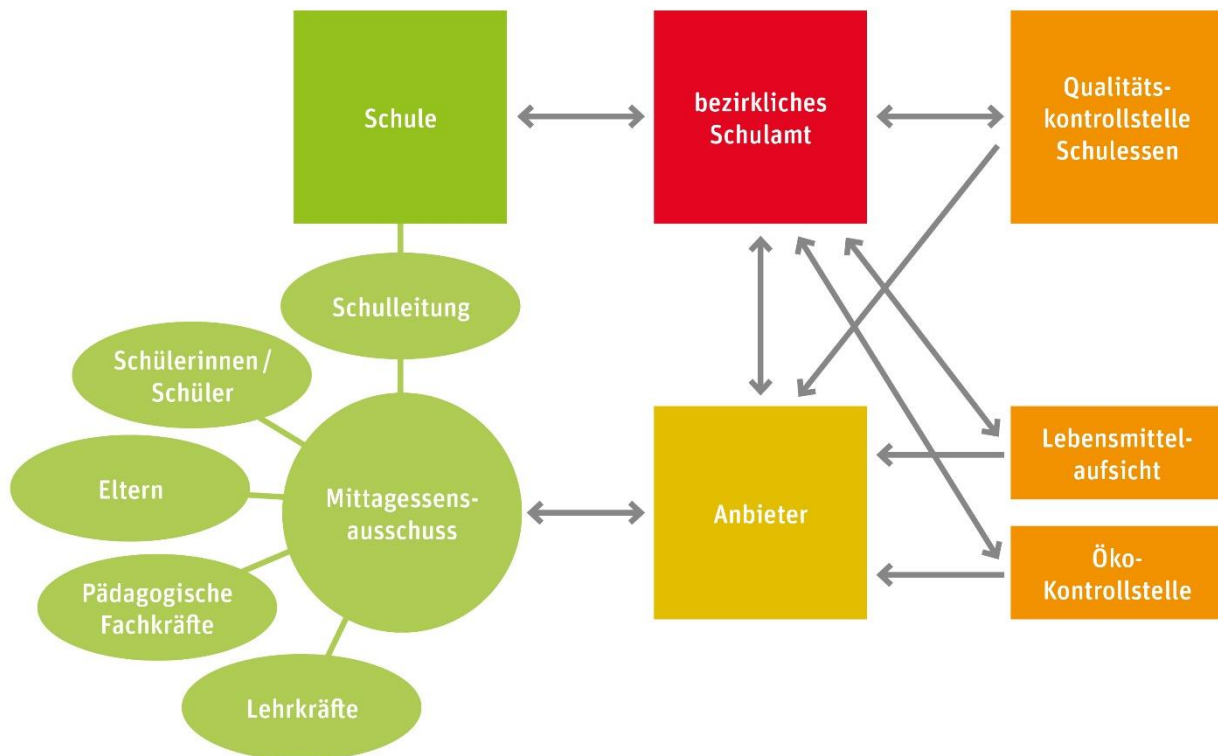 Schule
bezirkliches
Schulamt
Qualitäts-
kontrollstelle
Schulessen
Schulleitung
Schülerinnen /
Schüler
Eltern
Mittagessens-
ausschuss
Pädagogische
Fachkräfte
Lehrkräfte
Anbieter
Lebensmittel-
aufsicht
Öko-
Kontrollstelle